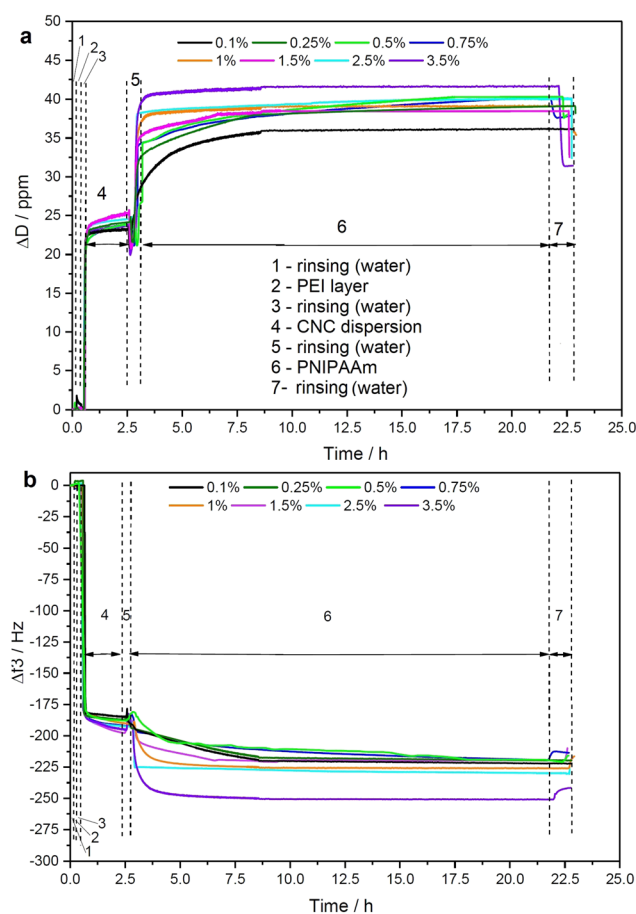 a
1
2
3
5
0.1% 0.25% 0.5% 0.75%
1% 1.5% 2.5% 3.5%
4
6
7
1 - rinsing (water)
2 - PEI layer
3 - rinsing (water)
4 - CNC dispersion
5 - rinsing (water)
6 - PNIPAAm
7- rinsing (water)
50
45
40
35
30
25
20
15
10
5
0
ΔD / ppm
0.0 2.5 5.0 7.5 10.0 12.5 15.0 17.5 20.0 22.5 25.0
Time / h
b
0.1% 0.25% 0.5% 0.75%
1% 1.5% 2.5% 3.5%
4 5 6 7
0
-25
-50
-75
-100
-125
-150
-175
-200
-225
-250
-275
-300
Δf3 / Hz
3
2
1
0.0 2.5 5.0 7.5 10.0 12.5 15.0 17.5 20.0 22.5 25.0
Time / h